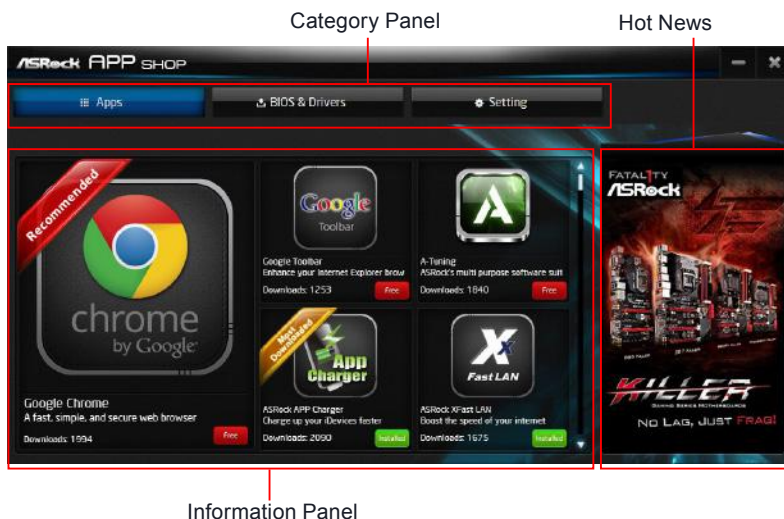 Category Panel
Hot News
ASRock APP SHOP
Apps
BIOS & Drivers
Setting
Recommended
chrome
by Google
Google Chrome
A fast, simple, and secure web browser
Downloads: 1994
Free
Google
Toolbar
Google Toolbar
Enhance your Internet Explorer brow
Downloads: 1253
Free
A-Tuning
ASRock's multi purpose software suit
Downloads: 1840
Free
Most
Downloaded
App
Charger
ASRock APP Charger
Charge up your iDevices faster
Downloads: 2090
Installed
Fast LAN
ASRock XFast LAN
Boost the speed of your internet
Downloads: 1675
Installed
FATAL1TY
ASRock
KILLER
GAMING SERIES MOTHERBOARDS
NO LAG, JUST FRAG!
Information Panel